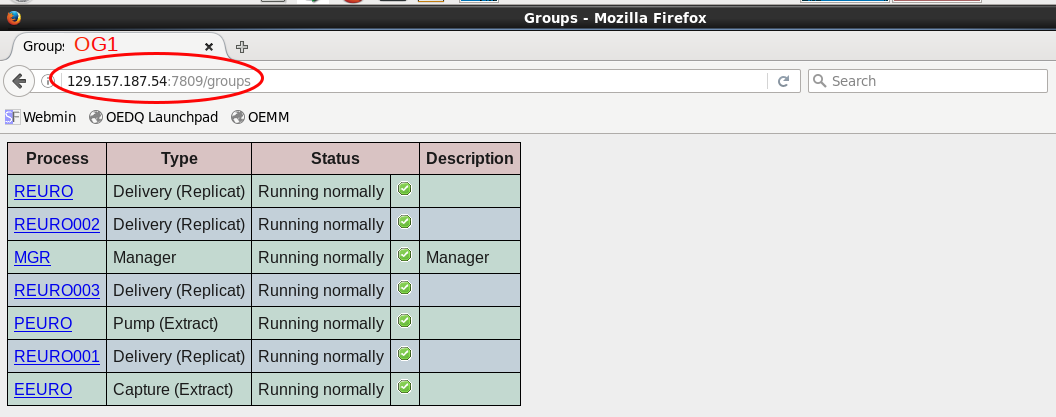 Groups - Mozilla Firefox
Groups OG1
129.157.187.54:7809/groups Search
Webmin OEDQ Launchpad OEMM
Process Type Status Description
REURO Delivery (Replicat) Running normally
REURO002 Delivery (Replicat) Running normally
MGR Manager Running normally Manager
REURO003 Delivery (Replicat) Running normally
PEURO Pump (Extract) Running normally
REURO001 Delivery (Replicat) Running normally
EEURO Capture (Extract) Running normally